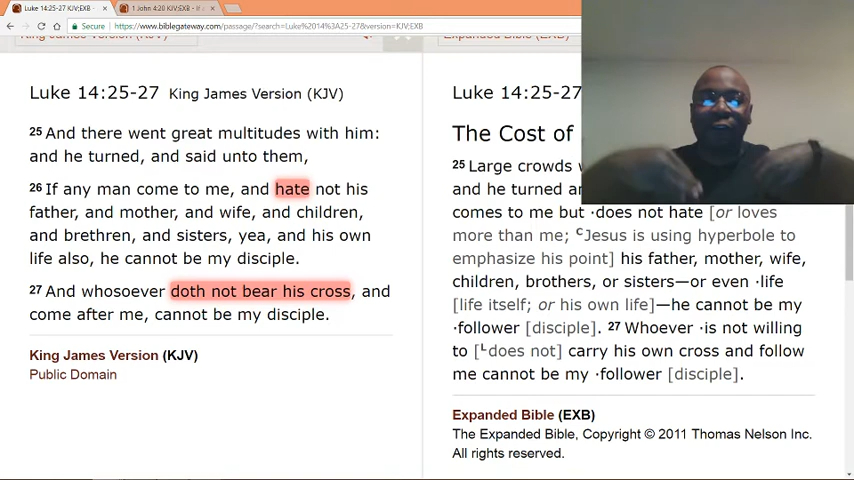 Luke 14:25-27 KJV;EXB -
1 John 4:20 KJV;EXB - If
Secure
https://www.biblegateway.com/passage/?search=Luke%2014%3A25-27&version=KJV;EXB
King James Version (KJV)
Expanded Bible (EXB)
Luke 14:25-27 King James Version (KJV)
25 And there went great multitudes with him:
and he turned, and said unto them,
26 If any man come to me, and hate not his
father, and mother, and wife, and children,
and brethren, and sisters, yea, and his own
life also, he cannot be my disciple.
27 And whosoever doth not bear his cross, and
come after me, cannot be my disciple.
King James Version (KJV)
Public Domain
Luke 14:25-27
The Cost of
25 Large crowds
and he turned
comes to me but ·does not hate [or loves
more than me; C Jesus is using hyperbole to
emphasize his point] his father, mother, wife,
children, brothers, or sisters—or even ·life
[life itself; or his own life]—he cannot be my
·follower [disciple]. 27 Whoever ·is not willing
to [L does not] carry his own cross and follow
me cannot be my ·follower [disciple].
Expanded Bible (EXB)
The Expanded Bible, Copyright © 2011 Thomas Nelson Inc.
All rights reserved.